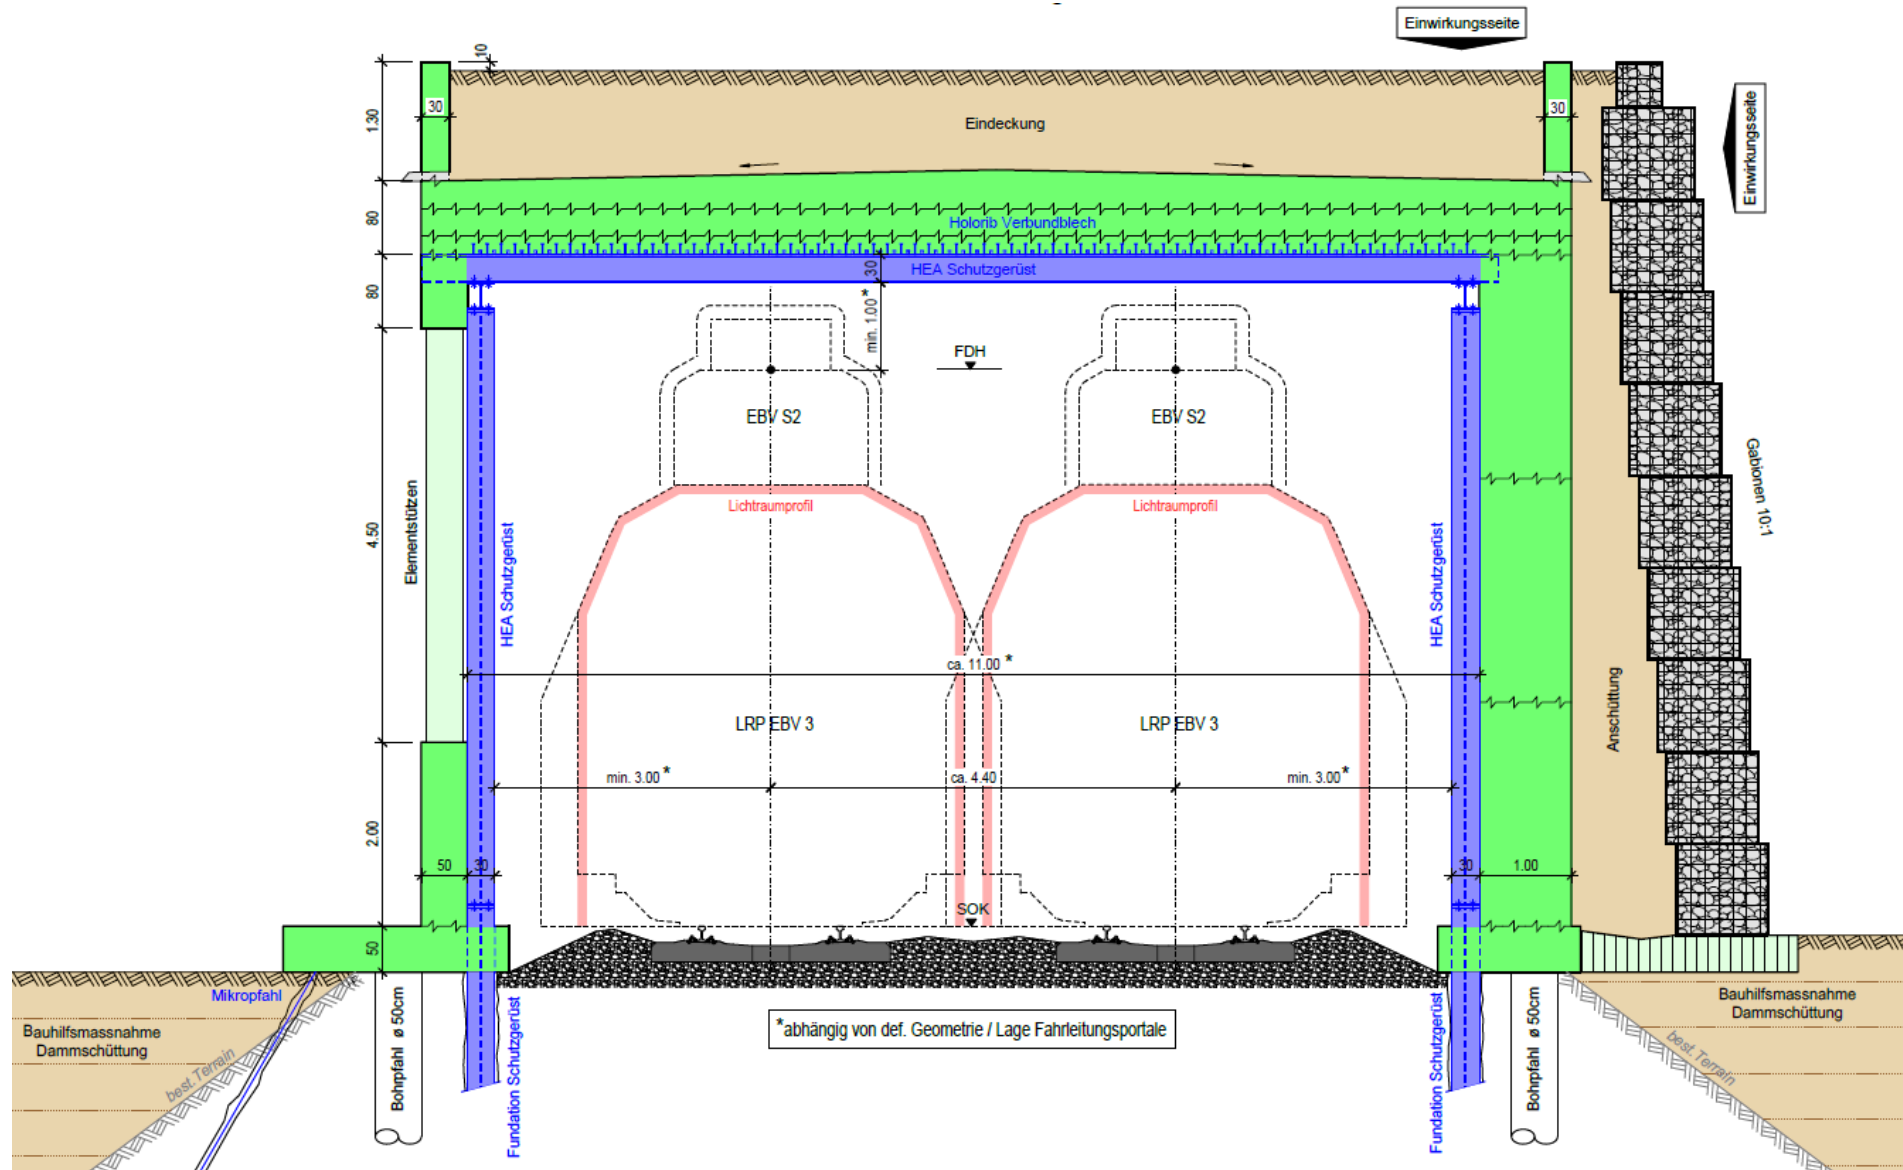 Einwirkungsseite
10
30
30
1.30
Eindeckung
Einwirkungsseite
80
Holorib Verbundblech
30
HEA Schutzgerüst
80
min. 1.00*
FDH
EBV S2
EBV S2
Lichtraumprofil
Lichtraumprofil
4.50
Elementstützen
HEA Schutzgerüst
HEA Schutzgerüst
Gabionen 10:1
ca. 11.00 *
Anschüttung
LRP EBV 3
LRP EBV 3
min. 3.00 *
ca. 4.40
min. 3.00 *
2.00
50
30
30
1.00
SOK
50
Mikropfahl
Bauhilfsmassnahme
Dammschüttung
best.Terrain
Bohrpfahl ø 50cm
Fundation Schutzgerüst
*abhängig von def. Geometrie / Lage Fahrleitungsportale
Fundation Schutzgerüst
Bohrpfahl ø 50cm
best.Terrain
Bauhilfsmassnahme
Dammschüttung